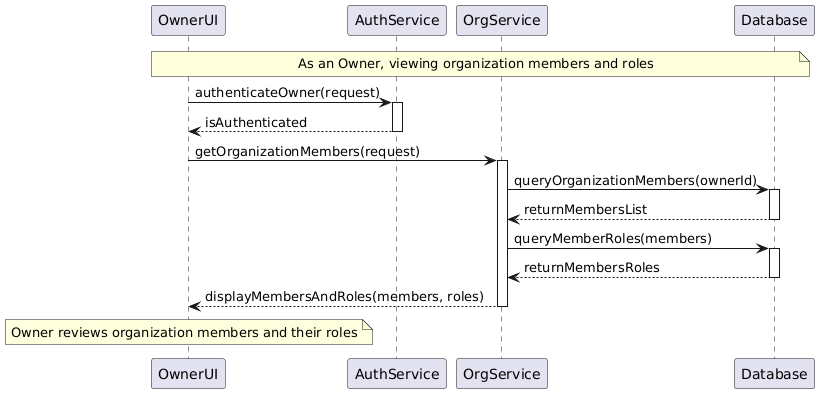 OwnerUI AuthService OrgService Database
As an Owner, viewing organization members and roles
authenticateOwner(request)
isAuthenticated
getOrganizationMembers(request)
queryOrganizationMembers(ownerId)
returnMembersList
queryMemberRoles(members)
returnMembersRoles
displayMembersAndRoles(members, roles)
Owner reviews organization members and their roles
OwnerUI AuthService OrgService Database